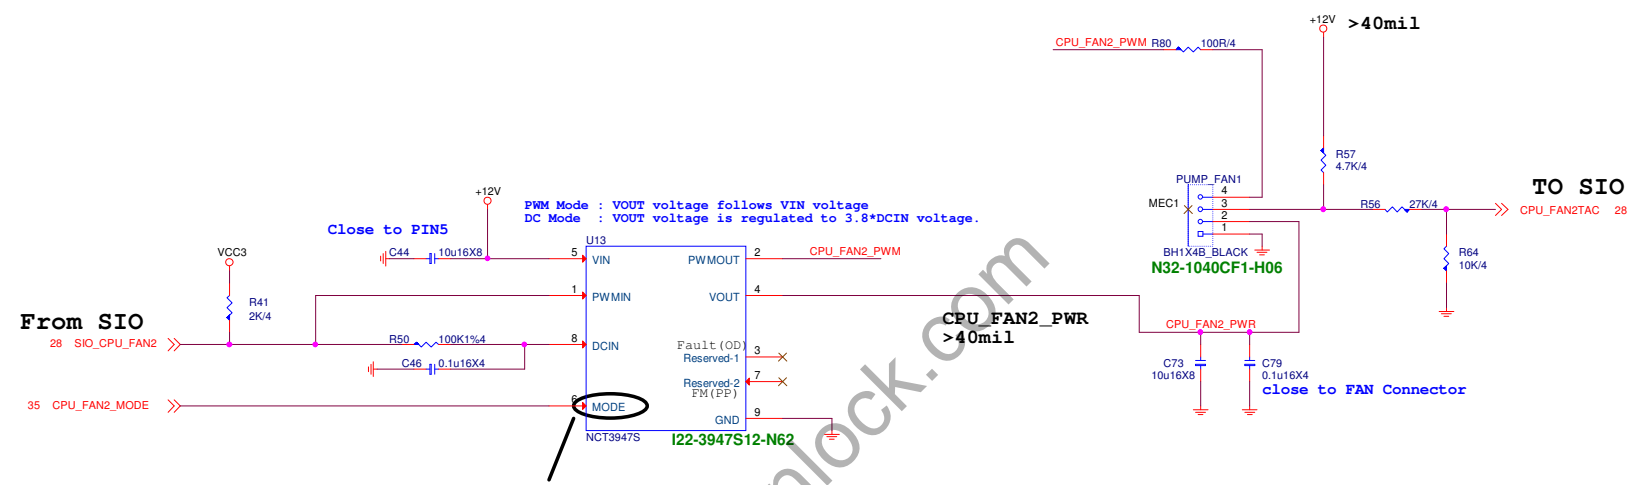 +12V
>40mil
CPU_FAN2_PWM R80 100R/4
R57
4.7K/4
PUMP_FAN1
4
MEC1 3
2
1
BH1X4B_BLACK
N32-1040CF1-H06
R56 27K/4
TO SIO
CPU_FAN2TAC 28
R64
10K/4
+12V
PWM Mode : VOUT voltage follows VIN voltage
DC Mode : VOUT voltage is regulated to 3.8*DCIN voltage.
Close to PIN5
U13
C44 10u16X8
5 VIN
PWMOUT 2 CPU_FAN2_PWM
VCC3
1 PWMIN
VOUT 4
R41
2K/4
From SIO
28 SIO_CPU_FAN2
R50 100K1%4
8 DCIN
C46 0.1u16X4
Fault(OD)
Reserved-1 3
Reserved-2 7
FM(PP)
35 CPU_FAN2_MODE
6 MODE
GND 9
NCT3947S
I22-3947S12-N62
CPU_FAN2_PWR
>40mil
CPU_FAN2_PWR
C73
10u16X8
C79
0.1u16X4
close to FAN Connector
nlock.com